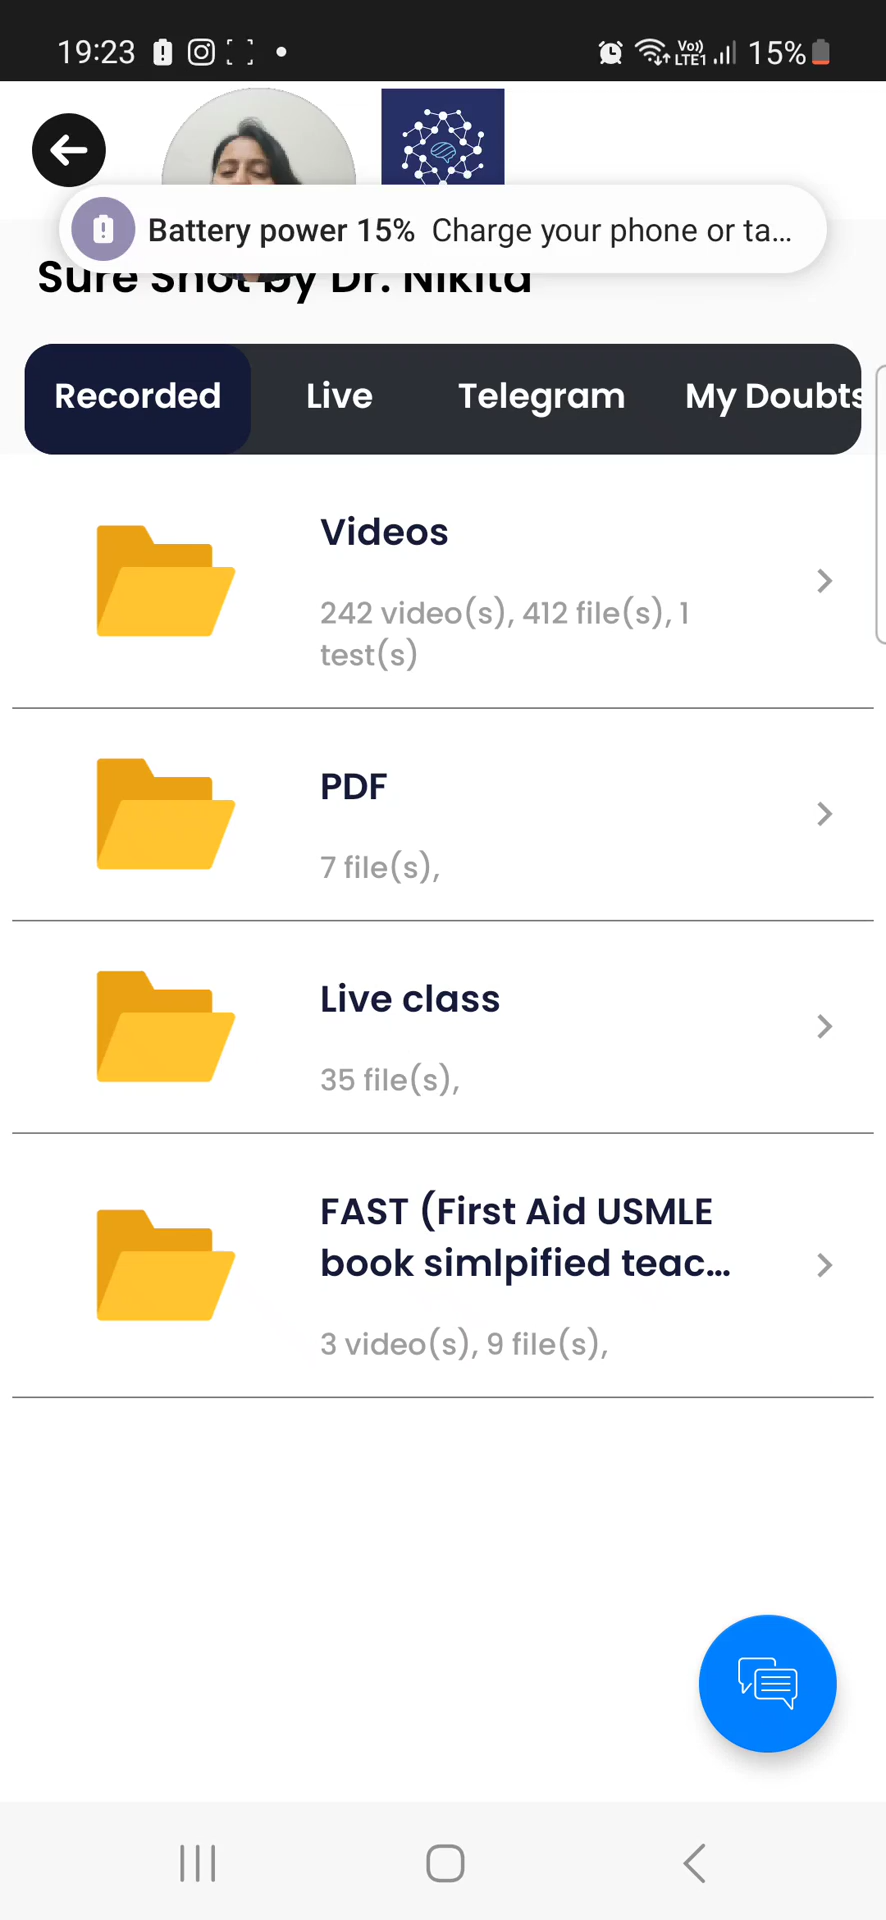 19:23
Vo))
LTE1
15%
Battery power 15% Charge your phone or ta...
Sure Shot by Dr. Nikita
Recorded Live Telegram My Doubts
Videos
242 video(s), 412 file(s), 1
test(s)
PDF
7 file(s),
Live class
35 file(s),
FAST (First Aid USMLE
book simlpified teac...
3 video(s), 9 file(s),